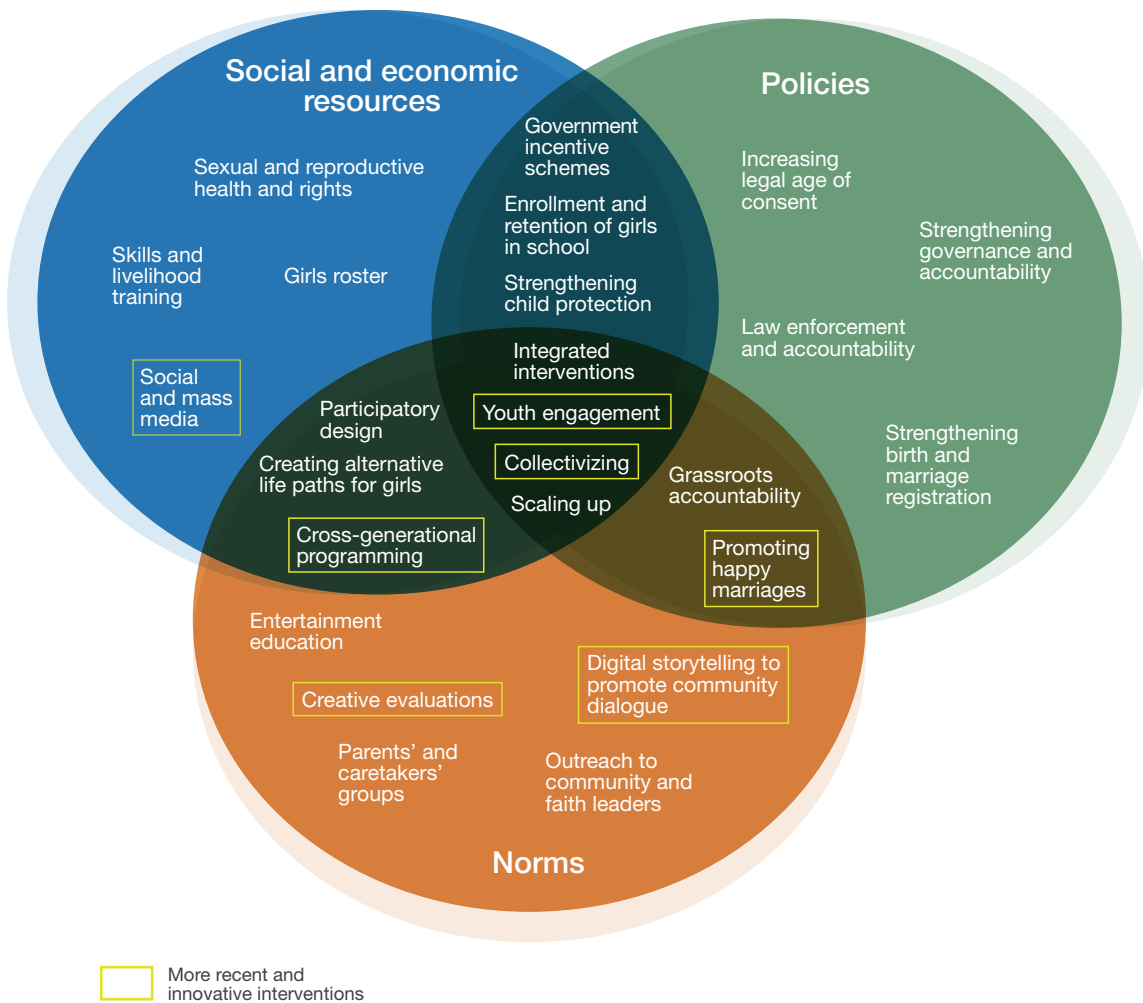 Social and economic
resources
Sexual and reproductive
health and rights
Skills and
livelihood
training
Girls roster
Social
and mass
media
Government
incentive
schemes
Enrollment and
retention of girls
in school
Strengthening
child protection
Policies
Increasing
legal age of
consent
Strengthening
governance and
accountability
Law enforcement
and accountability
Strengthening
birth and
marriage
registration
Integrated
interventions
Youth engagement
Collectivizing
Scaling up
Participatory
design
Creating alternative
life paths for girls
Cross-generational
programming
Grassroots
accountability
Promoting
happy
marriages
Entertainment
education
Creative evaluations
Digital storytelling to
promote community
dialogue
Parents’ and
caretakers’
groups
Outreach to
community and
faith leaders
Norms
More recent and
innovative interventions